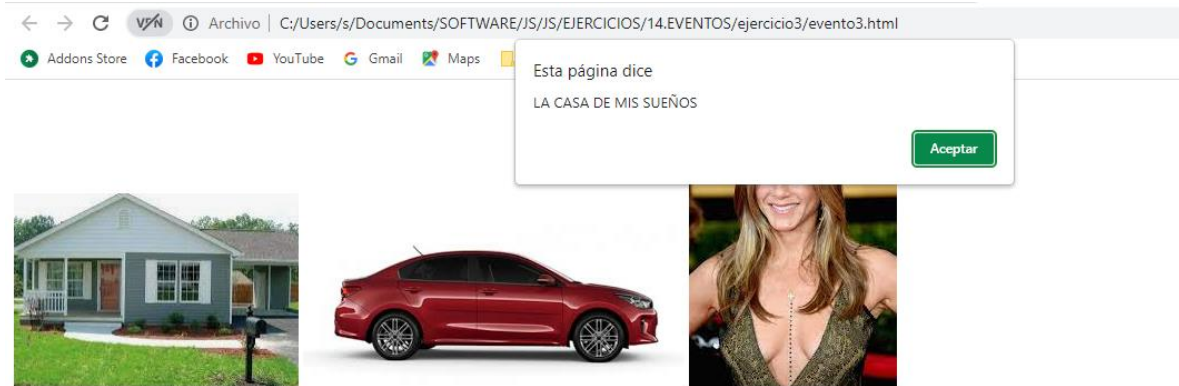 VPN Archivo | C:/Users/s/Documents/SOFTWARE/JS/JS/EJERCICIOS/14.EVENTOS/ejercicio3/evento3.html
Addons Store Facebook YouTube Gmail Maps
Esta página dice
LA CASA DE MIS SUEÑOS
Aceptar